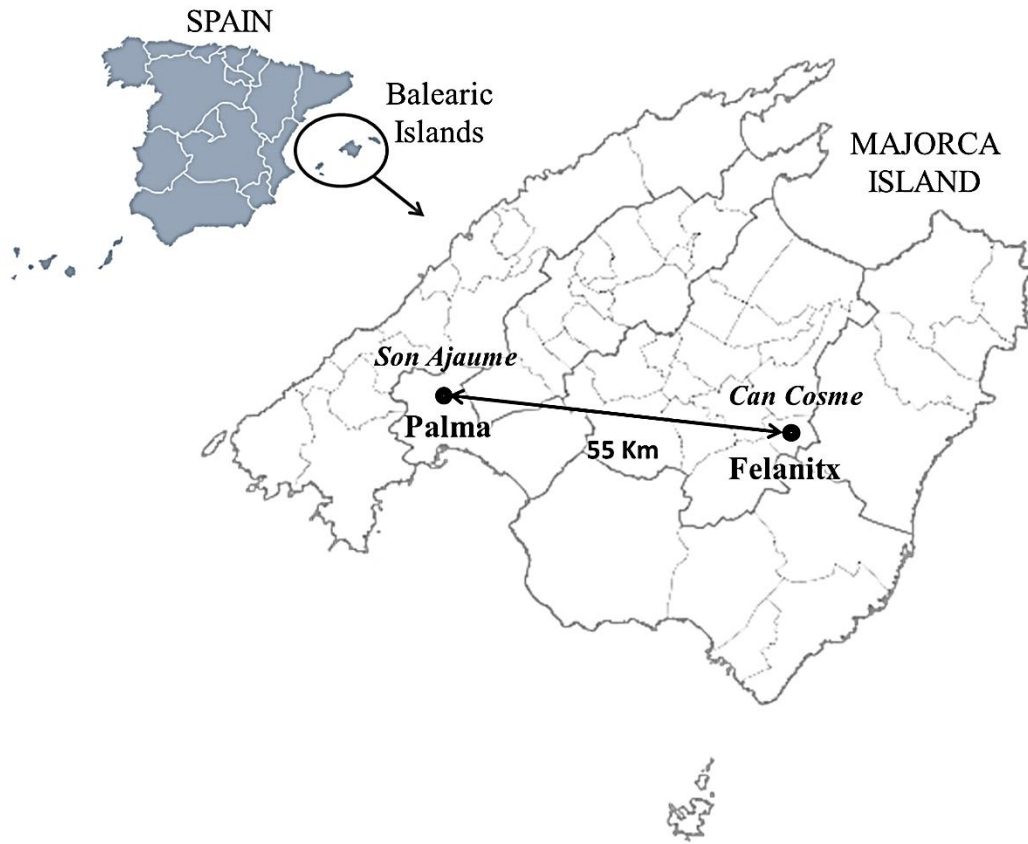 SPAIN
Balearic
Islands
MAJORCA
ISLAND
Son Ajaume
Palma
55 Km
Can Cosme
Felanitx